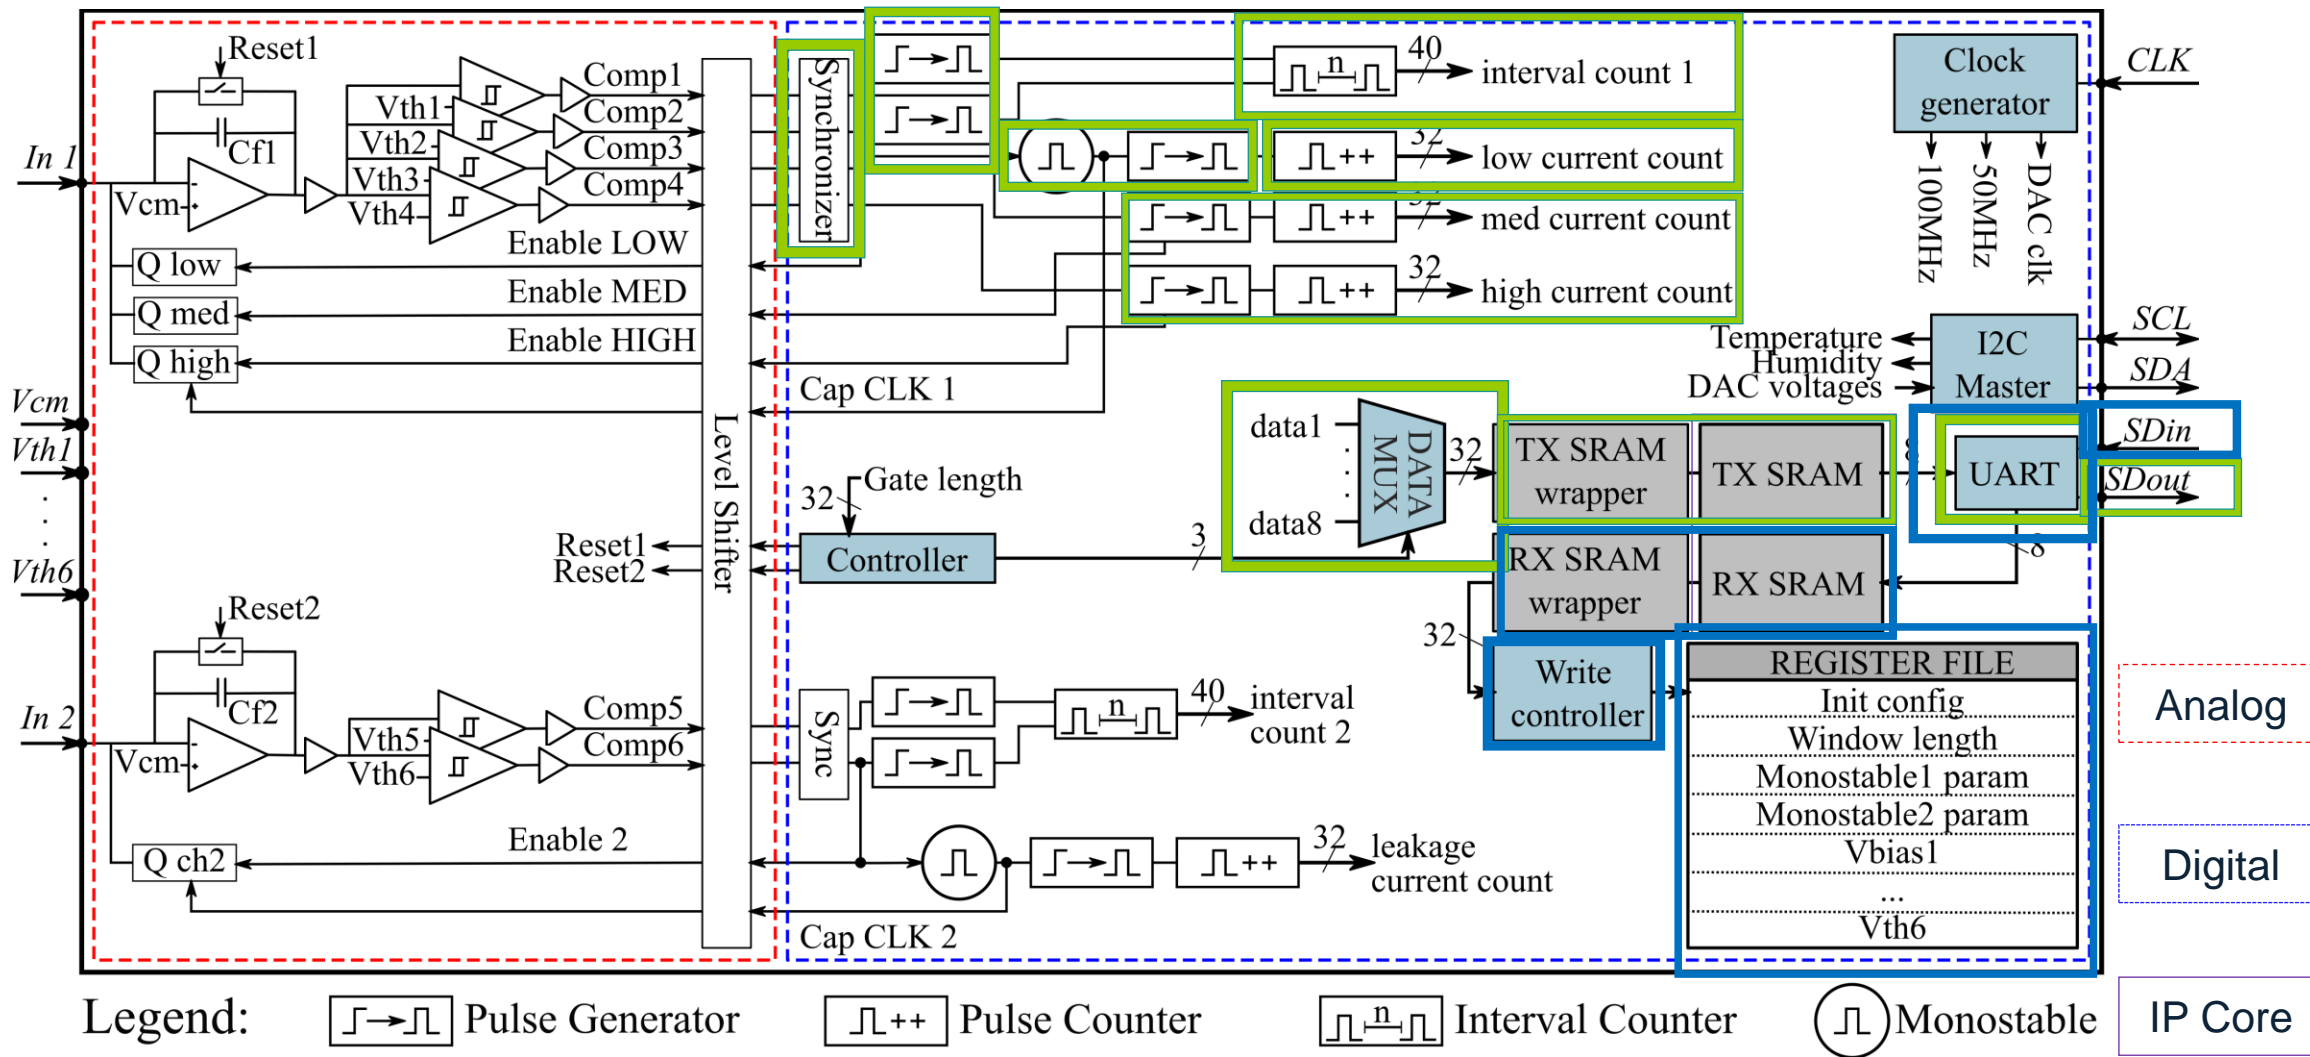 Reset1
Cf1
Vcm
In 1
Vth1
Vth2
Vth3
Vth4
Comp1
Comp2
Comp3
Comp4
Enable LOW
Q low
Enable MED
Q med
Enable HIGH
Q high
Cap CLK 1
Synchronizer
n
40
interval count 1
++
32
low current count
++
32
med current count
++
32
high current count
Clock
generator
CLK
100MHz
50MHz
DAC clk
Temperature
Humidity
DAC voltages
I2C
Master
SCL
SDA
Vcm
Vth1
Vth6
Level Shifter
Gate length
32
Reset1
Reset2
Controller
3
data1
data8
DATA
MUX
32
TX SRAM
wrapper
TX SRAM
8
UART
SDin
SDout
8
RX SRAM
wrapper
RX SRAM
32
Write
controller
REGISTER FILE
Init config
Window length
Monostable1 param
Monostable2 param
Vbias1
...
Vth6
Reset2
Cf2
Vcm
In 2
Vth5
Vth6
Comp5
Comp6
Sync
n
40
interval
count 2
Enable 2
Q ch2
++
32
leakage
current count
Cap CLK 2
Analog
Digital
IP Core
Legend:
Pulse Generator
++
Pulse Counter
n
Interval Counter
Monostable